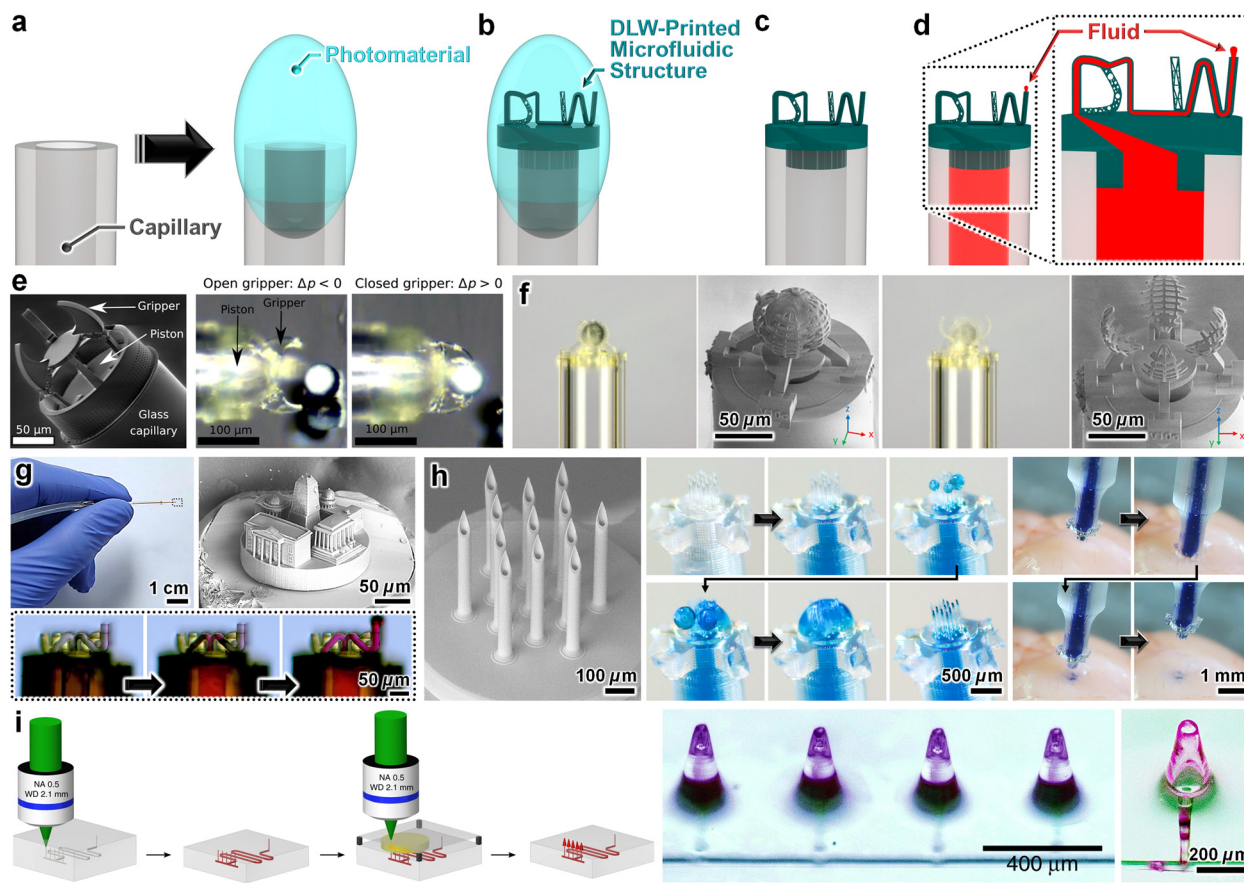 a
Photomaterial
Capillary
b
DLW-Printed
Microfluidic
Structure
c
d
Fluid
e
Gripper
Piston
Glass
capillary
50 µm
Open gripper: Δp < 0
Piston
Gripper
100 µm
Closed gripper: Δp > 0
100 µm
f
50 µm
z
x
y
50 µm
z
x
y
g
1 cm
50 µm
50 µm
h
100 µm
500 µm
1 mm
i
NA 0.5
WD 2.1 mm
NA 0.5
WD 2.1 mm
400 µm
200 µm